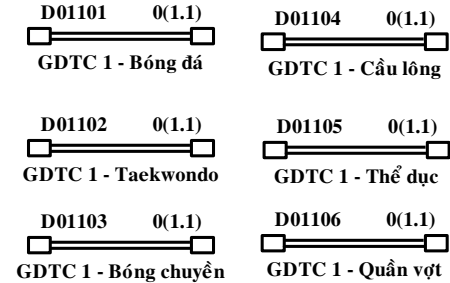 D01101 0(1.1)
GDTC 1 - Bóng đá
D01104 0(1.1)
GDTC 1 - Cầu lông
D01102 0(1.1)
GDTC 1 - Taekwondo
D01105 0(1.1)
GDTC 1 - Thể dục
D01103 0(1.1)
GDTC 1 - Bóng chuyền
D01106 0(1.1)
GDTC 1 - Quần vợt